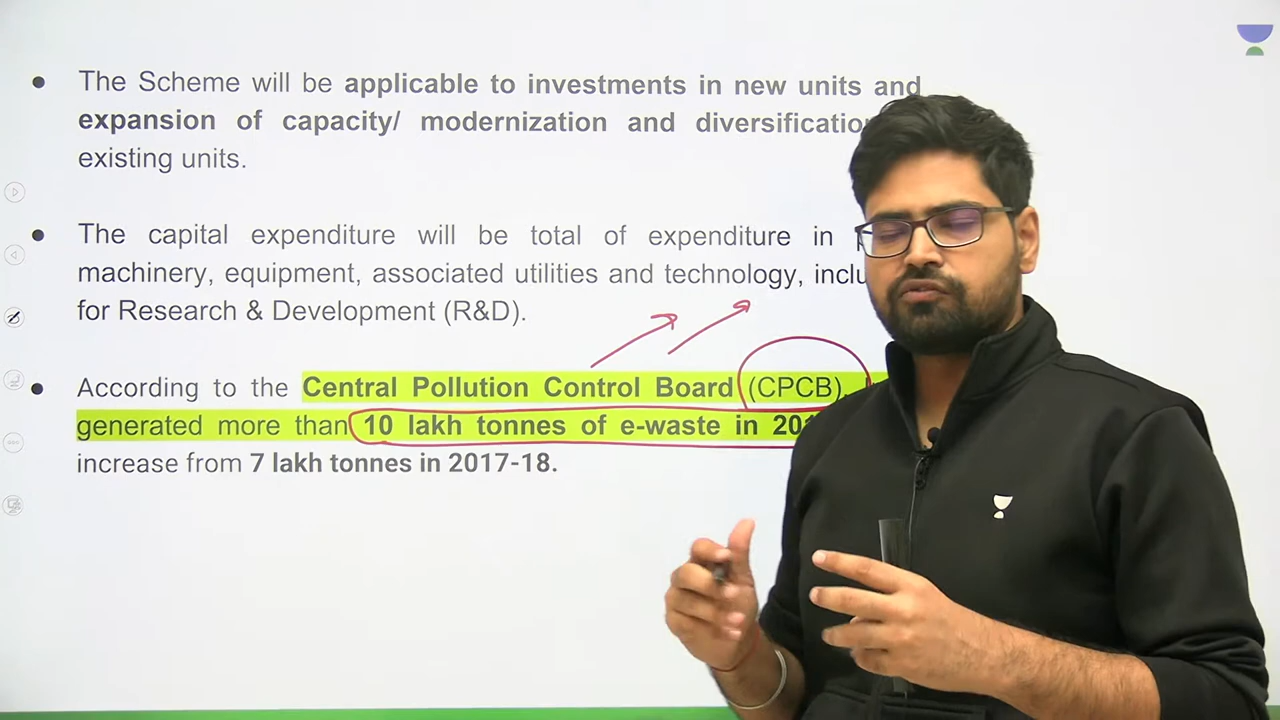 The Scheme will be applicable to investments in new units and
expansion of capacity/ modernization and
existing units.
The capital expenditure will be total of expenditure in
machinery, equipment, associated utilities and technology,
for Research & Development (R&D).
According to the Central Pollution Control Board (CPCB),
generated more than 10 lakh tonnes of e-waste in
increase from 7 lakh tonnes in 2017-18.